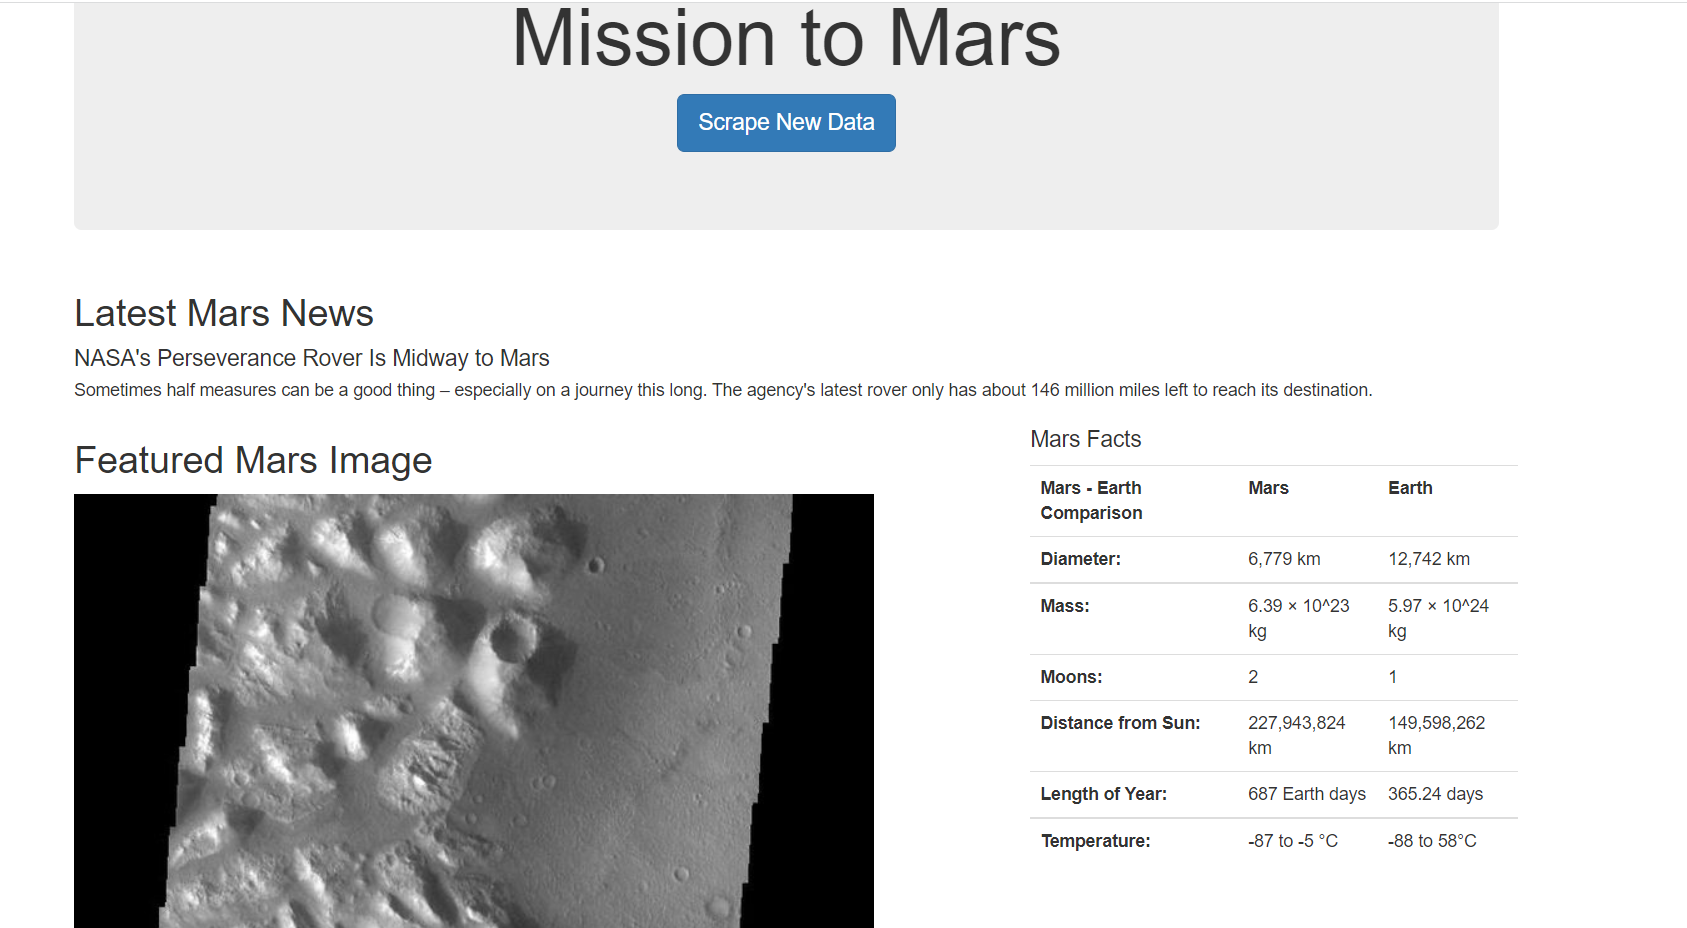 Mission to Mars
Scrape New Data
Latest Mars News
NASA's Perseverance Rover Is Midway to Mars
Sometimes half measures can be a good thing – especially on a journey this long. The agency's latest rover only has about 146 million miles left to reach its destination.
Featured Mars Image
Mars Facts
Mars - Earth Comparison Mars Earth
Diameter: 6,779 km 12,742 km
Mass: 6.39 × 10^23 kg 5.97 × 10^24 kg
Moons: 2 1
Distance from Sun: 227,943,824 km 149,598,262 km
Length of Year: 687 Earth days 365.24 days
Temperature: -87 to -5 °C -88 to 58°C